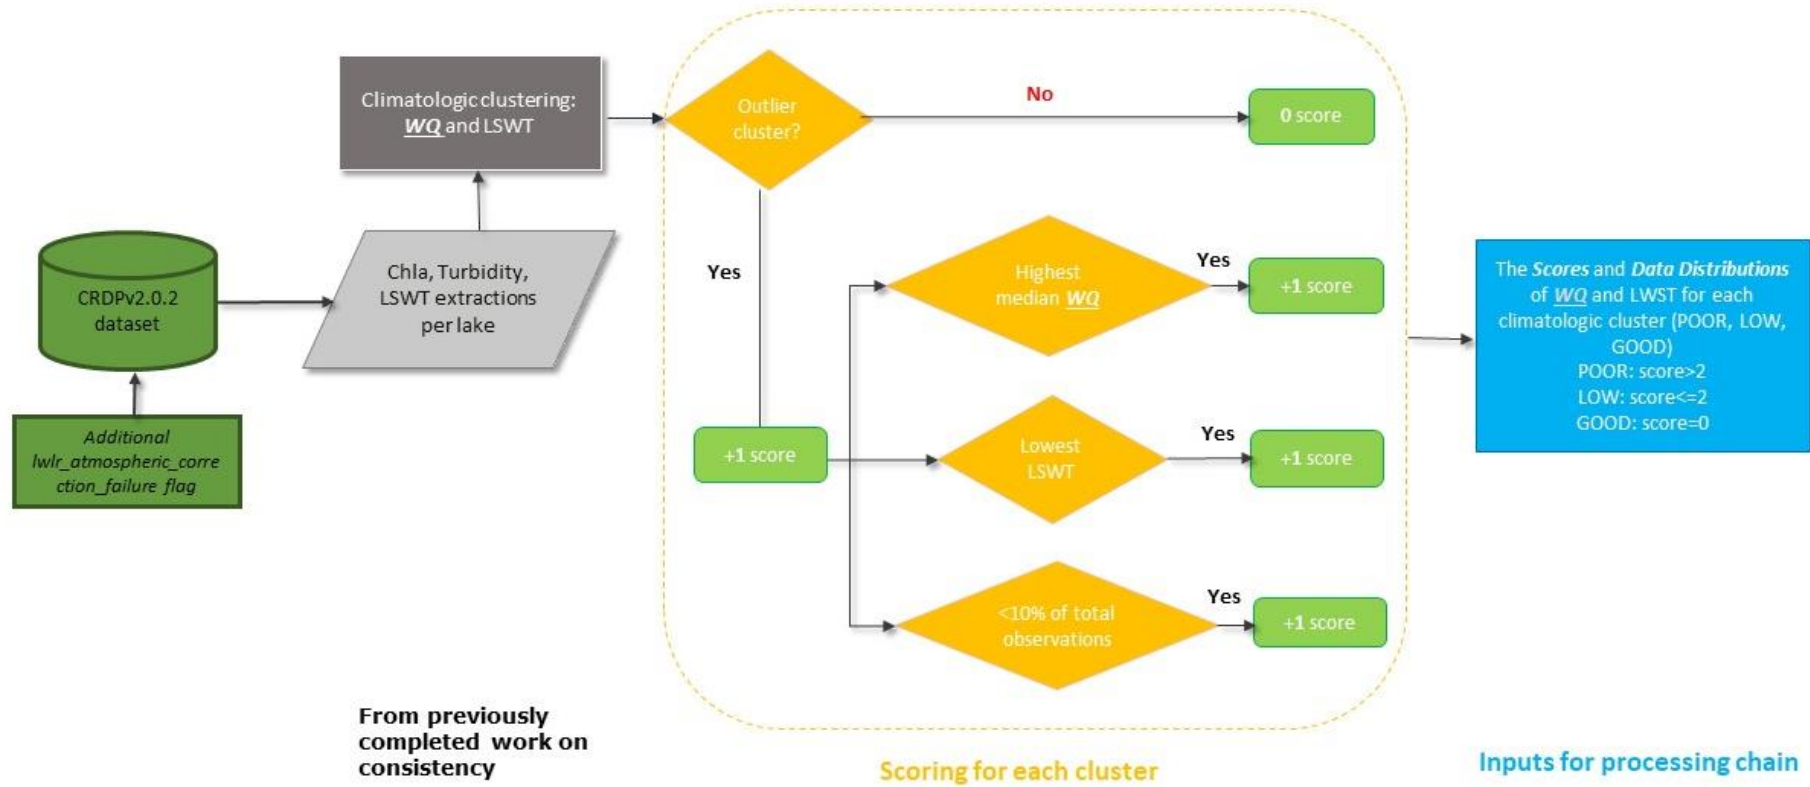 Additional
lwlr_atmospheric_corre
ction_failure flag
CRDPv2.0.2
dataset
Chla, Turbidity,
LSWT extractions
per lake
Climatologic clustering:
WQ and LSWT
From previously
completed work on
consistency
Outlier
cluster?
No
0 score
Yes
+1 score
Highest
median WQ
Yes
+1 score
Lowest
LSWT
Yes
+1 score
<10% of total
observations
Yes
+1 score
Scoring for each cluster
The Scores and Data Distributions
of WQ and LWST for each
climatologic cluster (POOR, LOW,
GOOD)
POOR: score>2
LOW: score<=2
GOOD: score=0
Inputs for processing chain